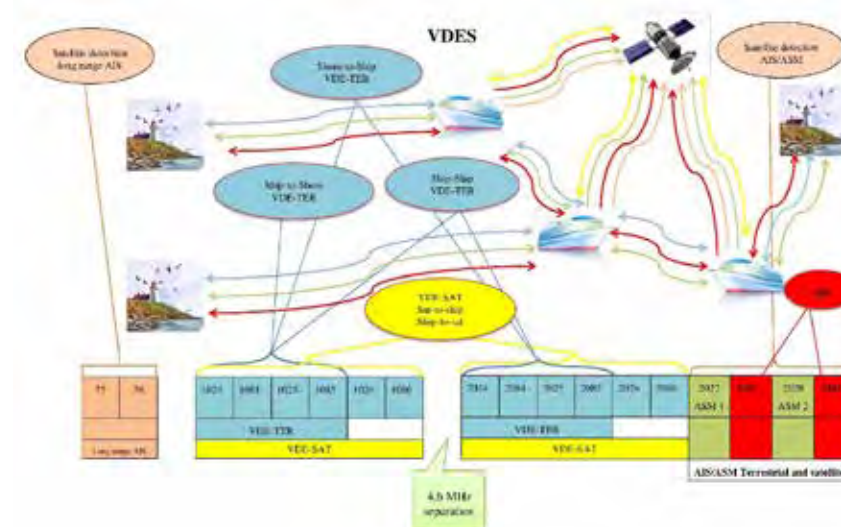 VDES
Satellite detection
long range AIS
Satellite detection
AIS/ASM
Shore-to-Ship
VDE-TER
Ship-to-Shore
VDE-TER
Ship-Ship
VDE-TER
VDE-SAT
Sat-to-ship
Ship-to-sat
75 76
1024 1084 1025 1085 1026 1086
2024 2084 2025 2085 2026 2086
2027
ASM 1
2028
ASM 2
Long range AIS
VDE-TER
VDE-SAT
VDE-TER
VDE-SAT
AIS/ASM Terrestrial and satellite
4.6 MHz
separation